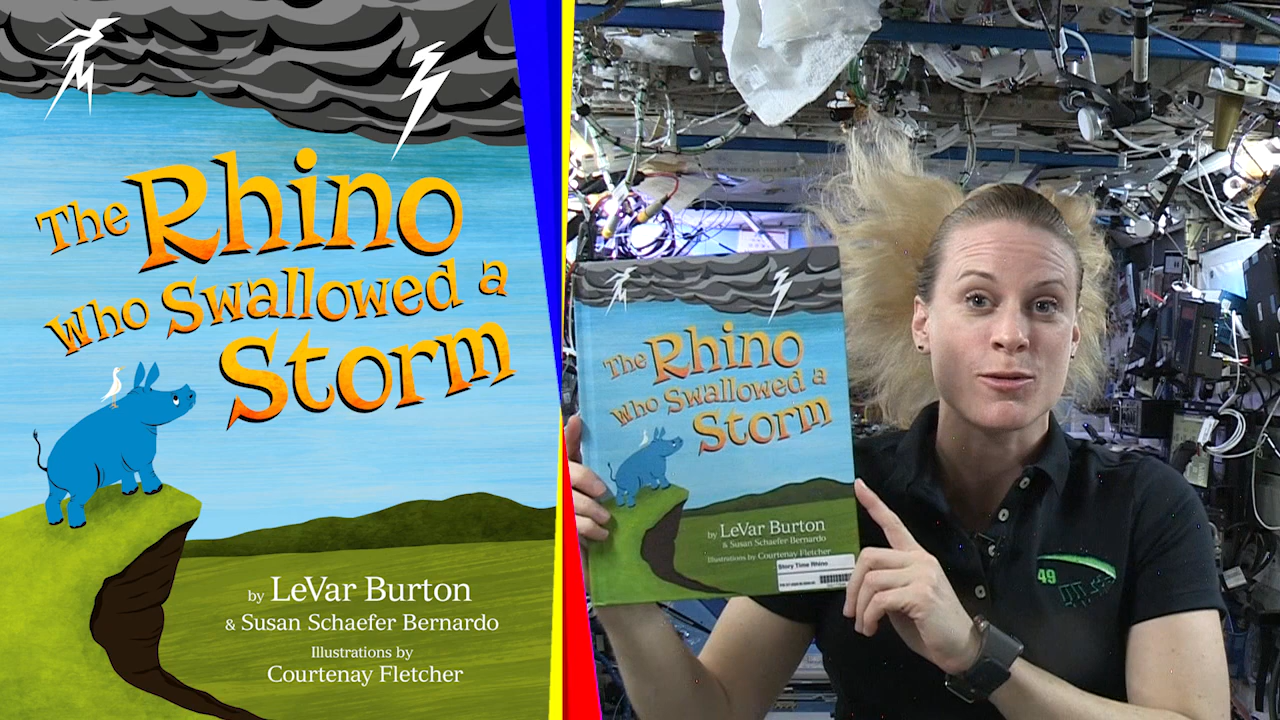 The Rhino
Who Swallowed a
Storm
by LeVar Burton
& Susan Schaefer Bernardo
Illustrations by
Courtenay Fletcher
The Rhino
Who Swallowed a
Storm
by LeVar Burton
& Susan Schaefer Bernardo
Illustrations by Courtenay Fletcher
Story Time Rhino
49